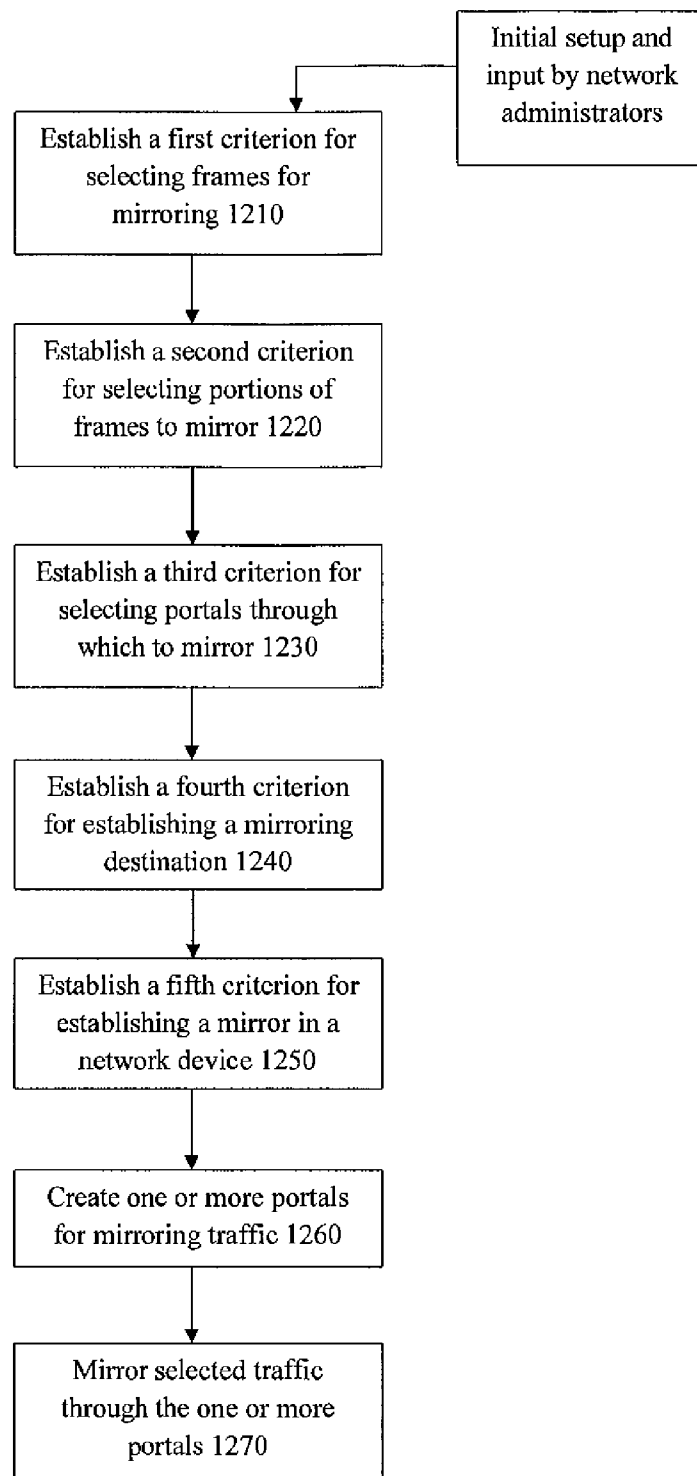 Initial setup and
input by network
administrators
Establish a first criterion for
selecting frames for
mirroring 1210
Establish a second criterion
for selecting portions of
frames to mirror 1220
Establish a third criterion for
selecting portals through
which to mirror 1230
Establish a fourth criterion
for establishing a mirroring
destination 1240
Establish a fifth criterion for
establishing a mirror in a
network device 1250
Create one or more portals
for mirroring traffic 1260
Mirror selected traffic
through the one or more
portals 1270